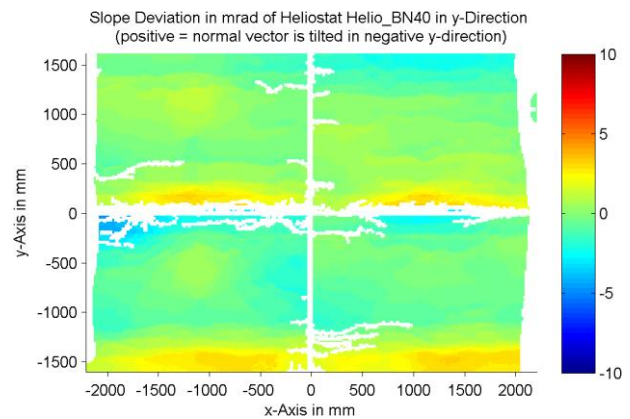 Slope Deviation in mrad of Heliostat Helio_BN40 in y-Direction
(positive = normal vector is tilted in negative y-direction)
y-Axis in mm
1500
1000
500
0
-500
-1000
-1500
-2000 -1500 -1000 -500 0 500 1000 1500 2000
x-Axis in mm
10
5
0
-5
-10